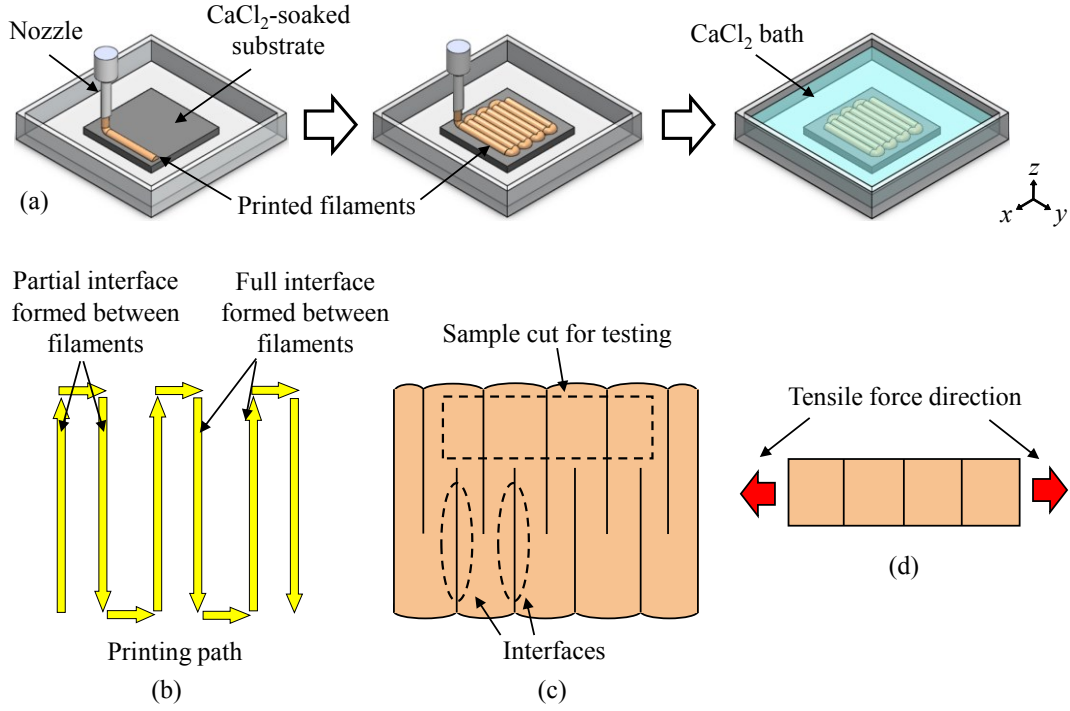 Nozzle
CaCl₂-soaked
substrate
CaCl₂ bath
Printed filaments
(a)
z
x
y
Partial interface
formed between
filaments
Full interface
formed between
filaments
Printing path
(b)
Sample cut for testing
Interfaces
(c)
Tensile force direction
(d)